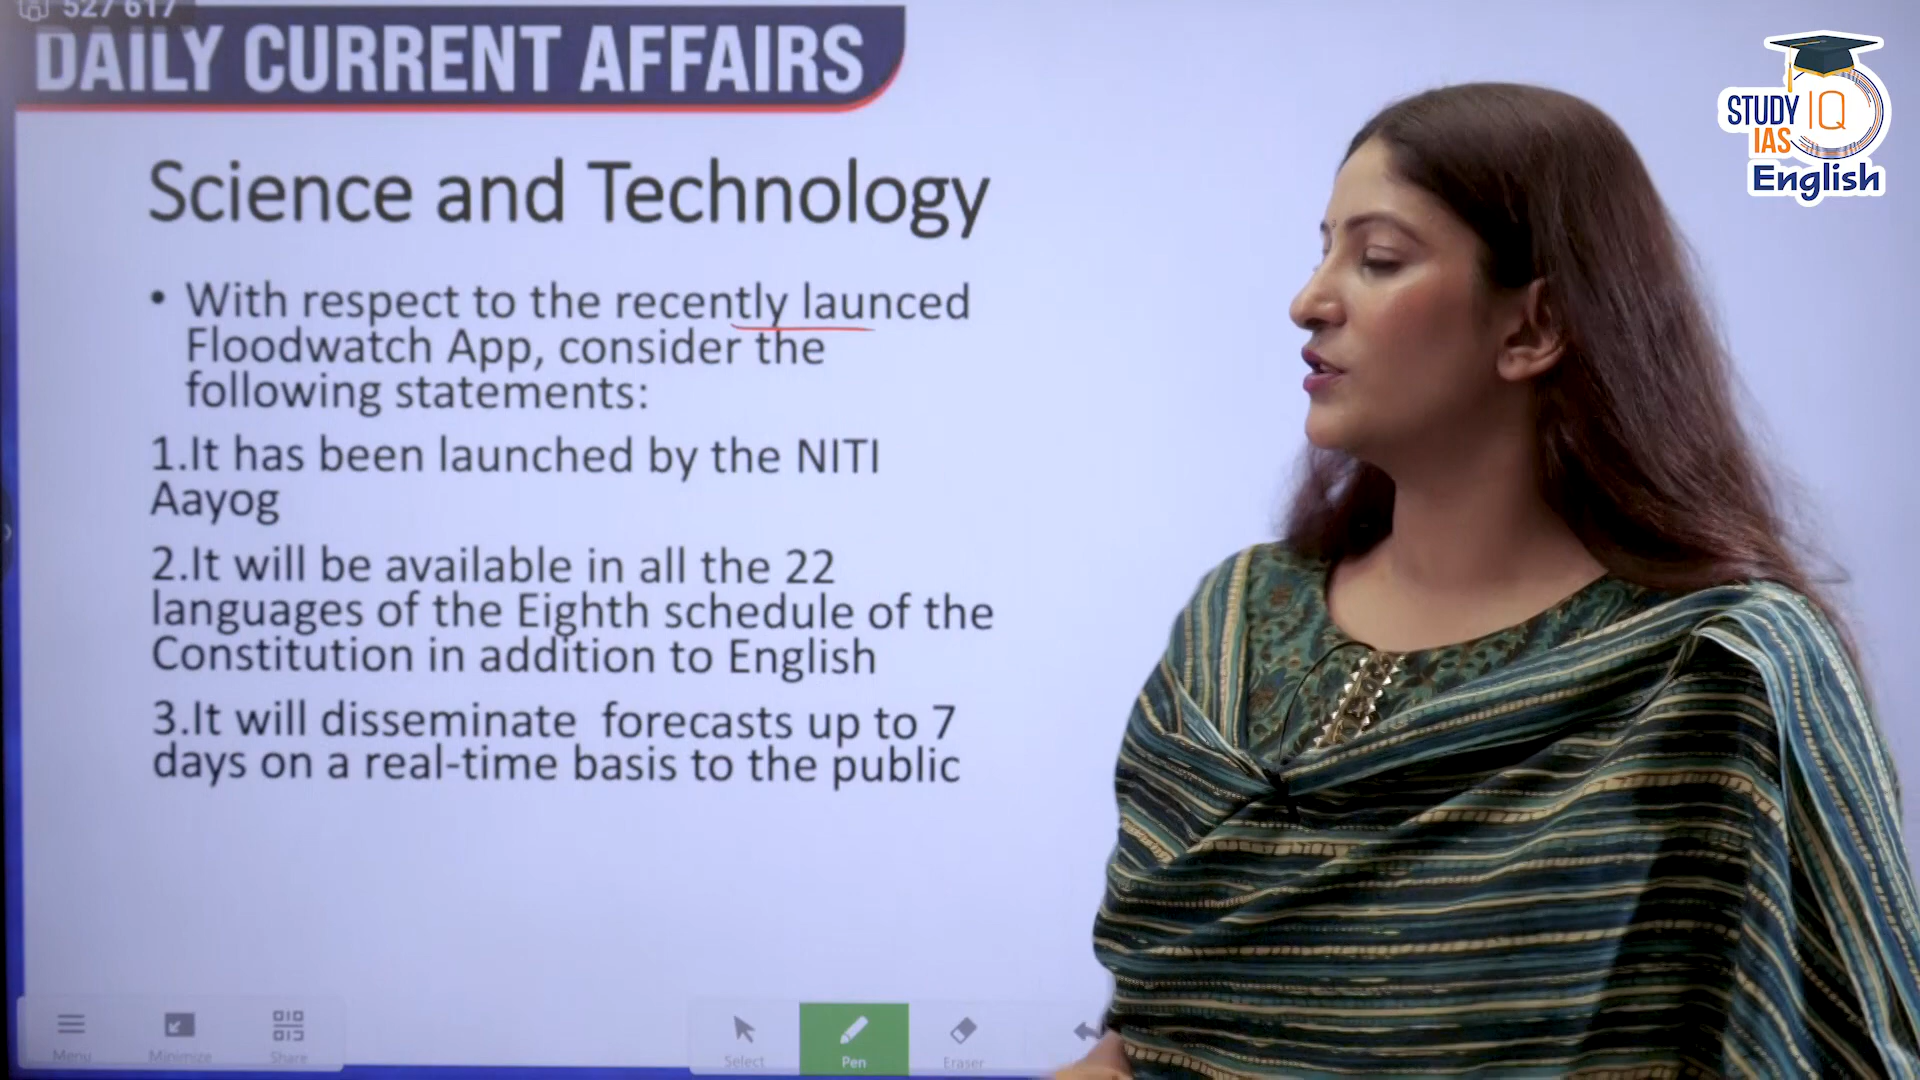 527 617
DAILY CURRENT AFFAIRS
STUDY IQ
IAS
English
Science and Technology
• With respect to the recently launced
Floodwatch App, consider the
following statements:
1.It has been launched by the NITI
Aayog
2.It will be available in all the 22
languages of the Eighth schedule of the
Constitution in addition to English
3.It will disseminate forecasts up to 7
days on a real-time basis to the public
Menu
Minimize
Share
Select
Pen
Eraser